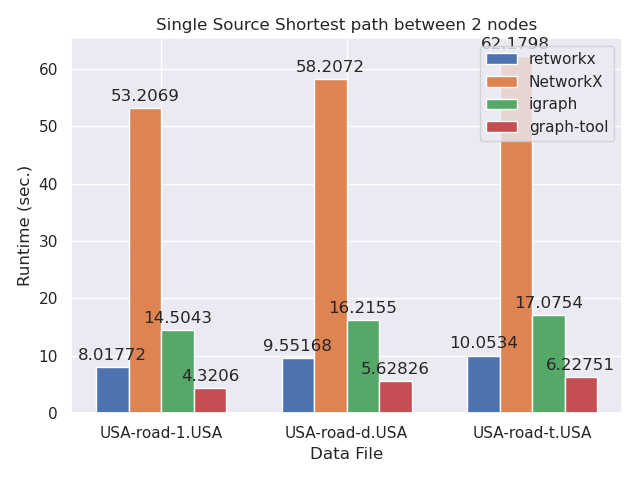 Single Source Shortest path between 2 nodes
Runtime (sec.)
60
50
40
30
20
10
0
8.01772
53.2069
14.5043
4.3206
9.55168
58.2072
16.2155
5.62826
10.0534
62.1798
17.0754
6.22751
retworkx
NetworkX
igraph
graph-tool
USA-road-1.USA
USA-road-d.USA
USA-road-t.USA
Data File